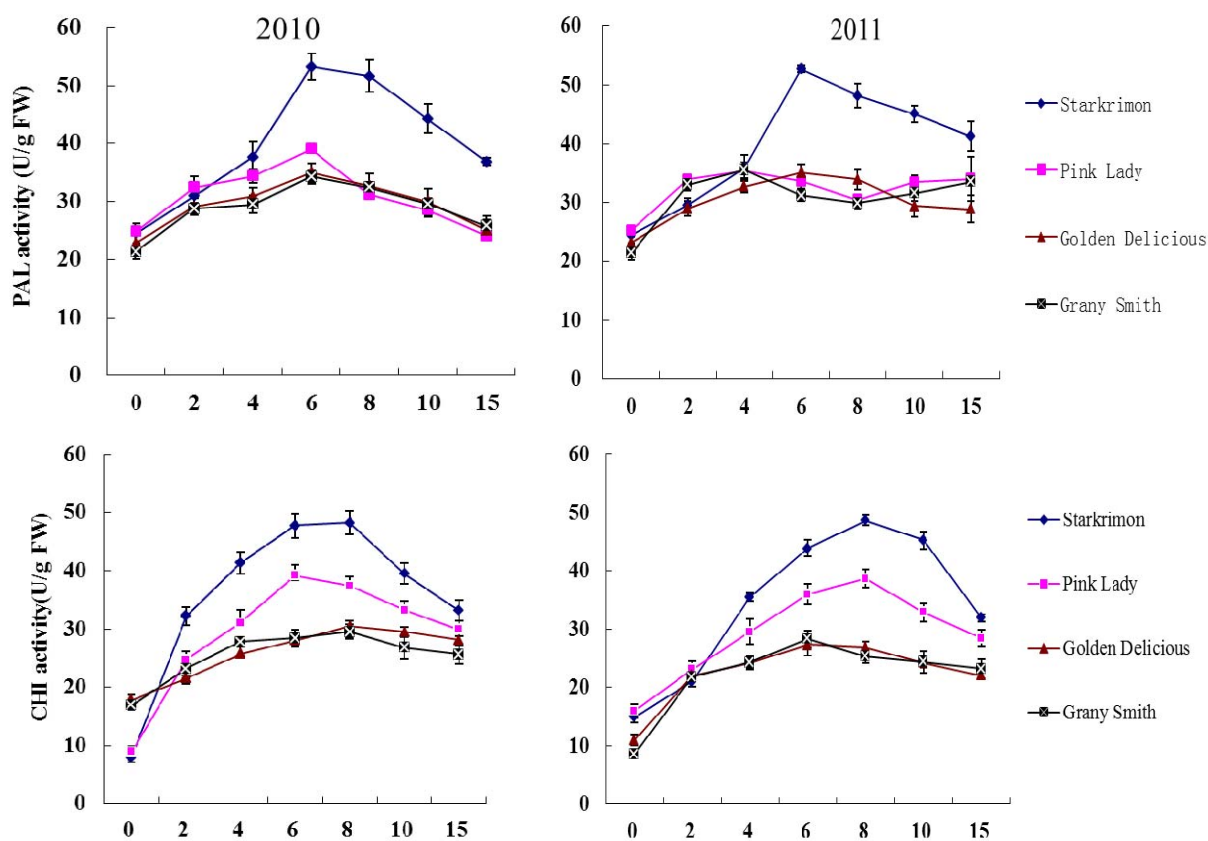 2010
60
50
40
30
20
10
0
PAL activity (U/g FW)
0 2 4 6 8 10 15
2011
60
50
40
30
20
10
0
0 2 4 6 8 10 15
Starkrimon
Pink Lady
Golden Delicious
Grany Smith
60
50
40
30
20
10
0
CHI activity(U/g FW)
0 2 4 6 8 10 15
60
50
40
30
20
10
0
0 2 4 6 8 10 15
Starkrimon
Pink Lady
Golden Delicious
Grany Smith